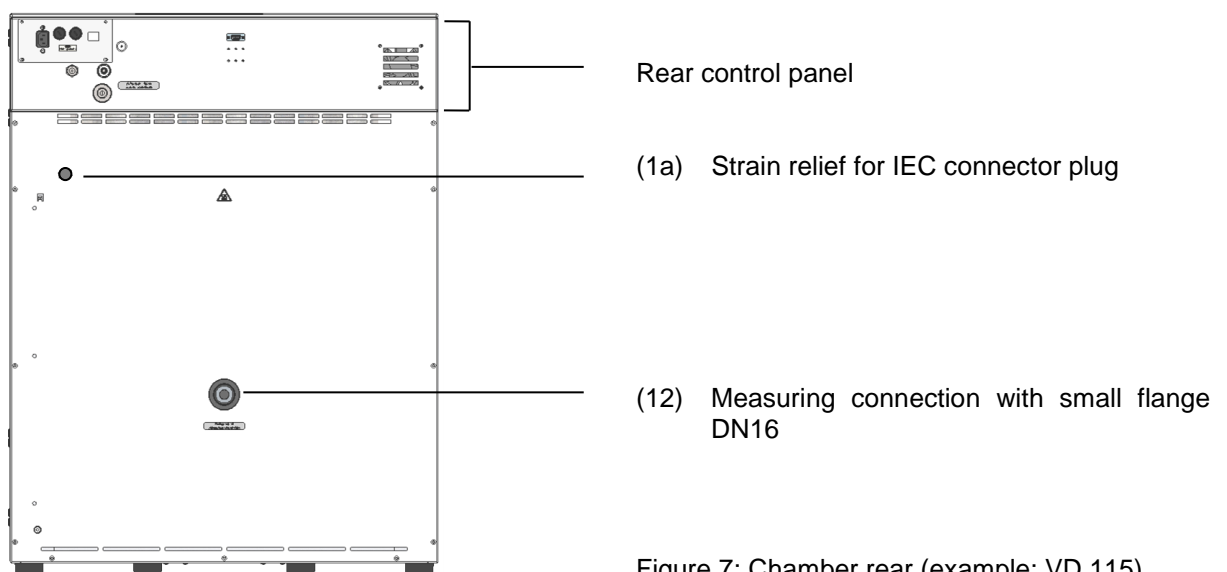 Rear control panel
(1a) Strain relief for IEC connector plug
(12) Measuring connection with small flange
DN16
Figure 7: Chamber rear (example: VD 115)